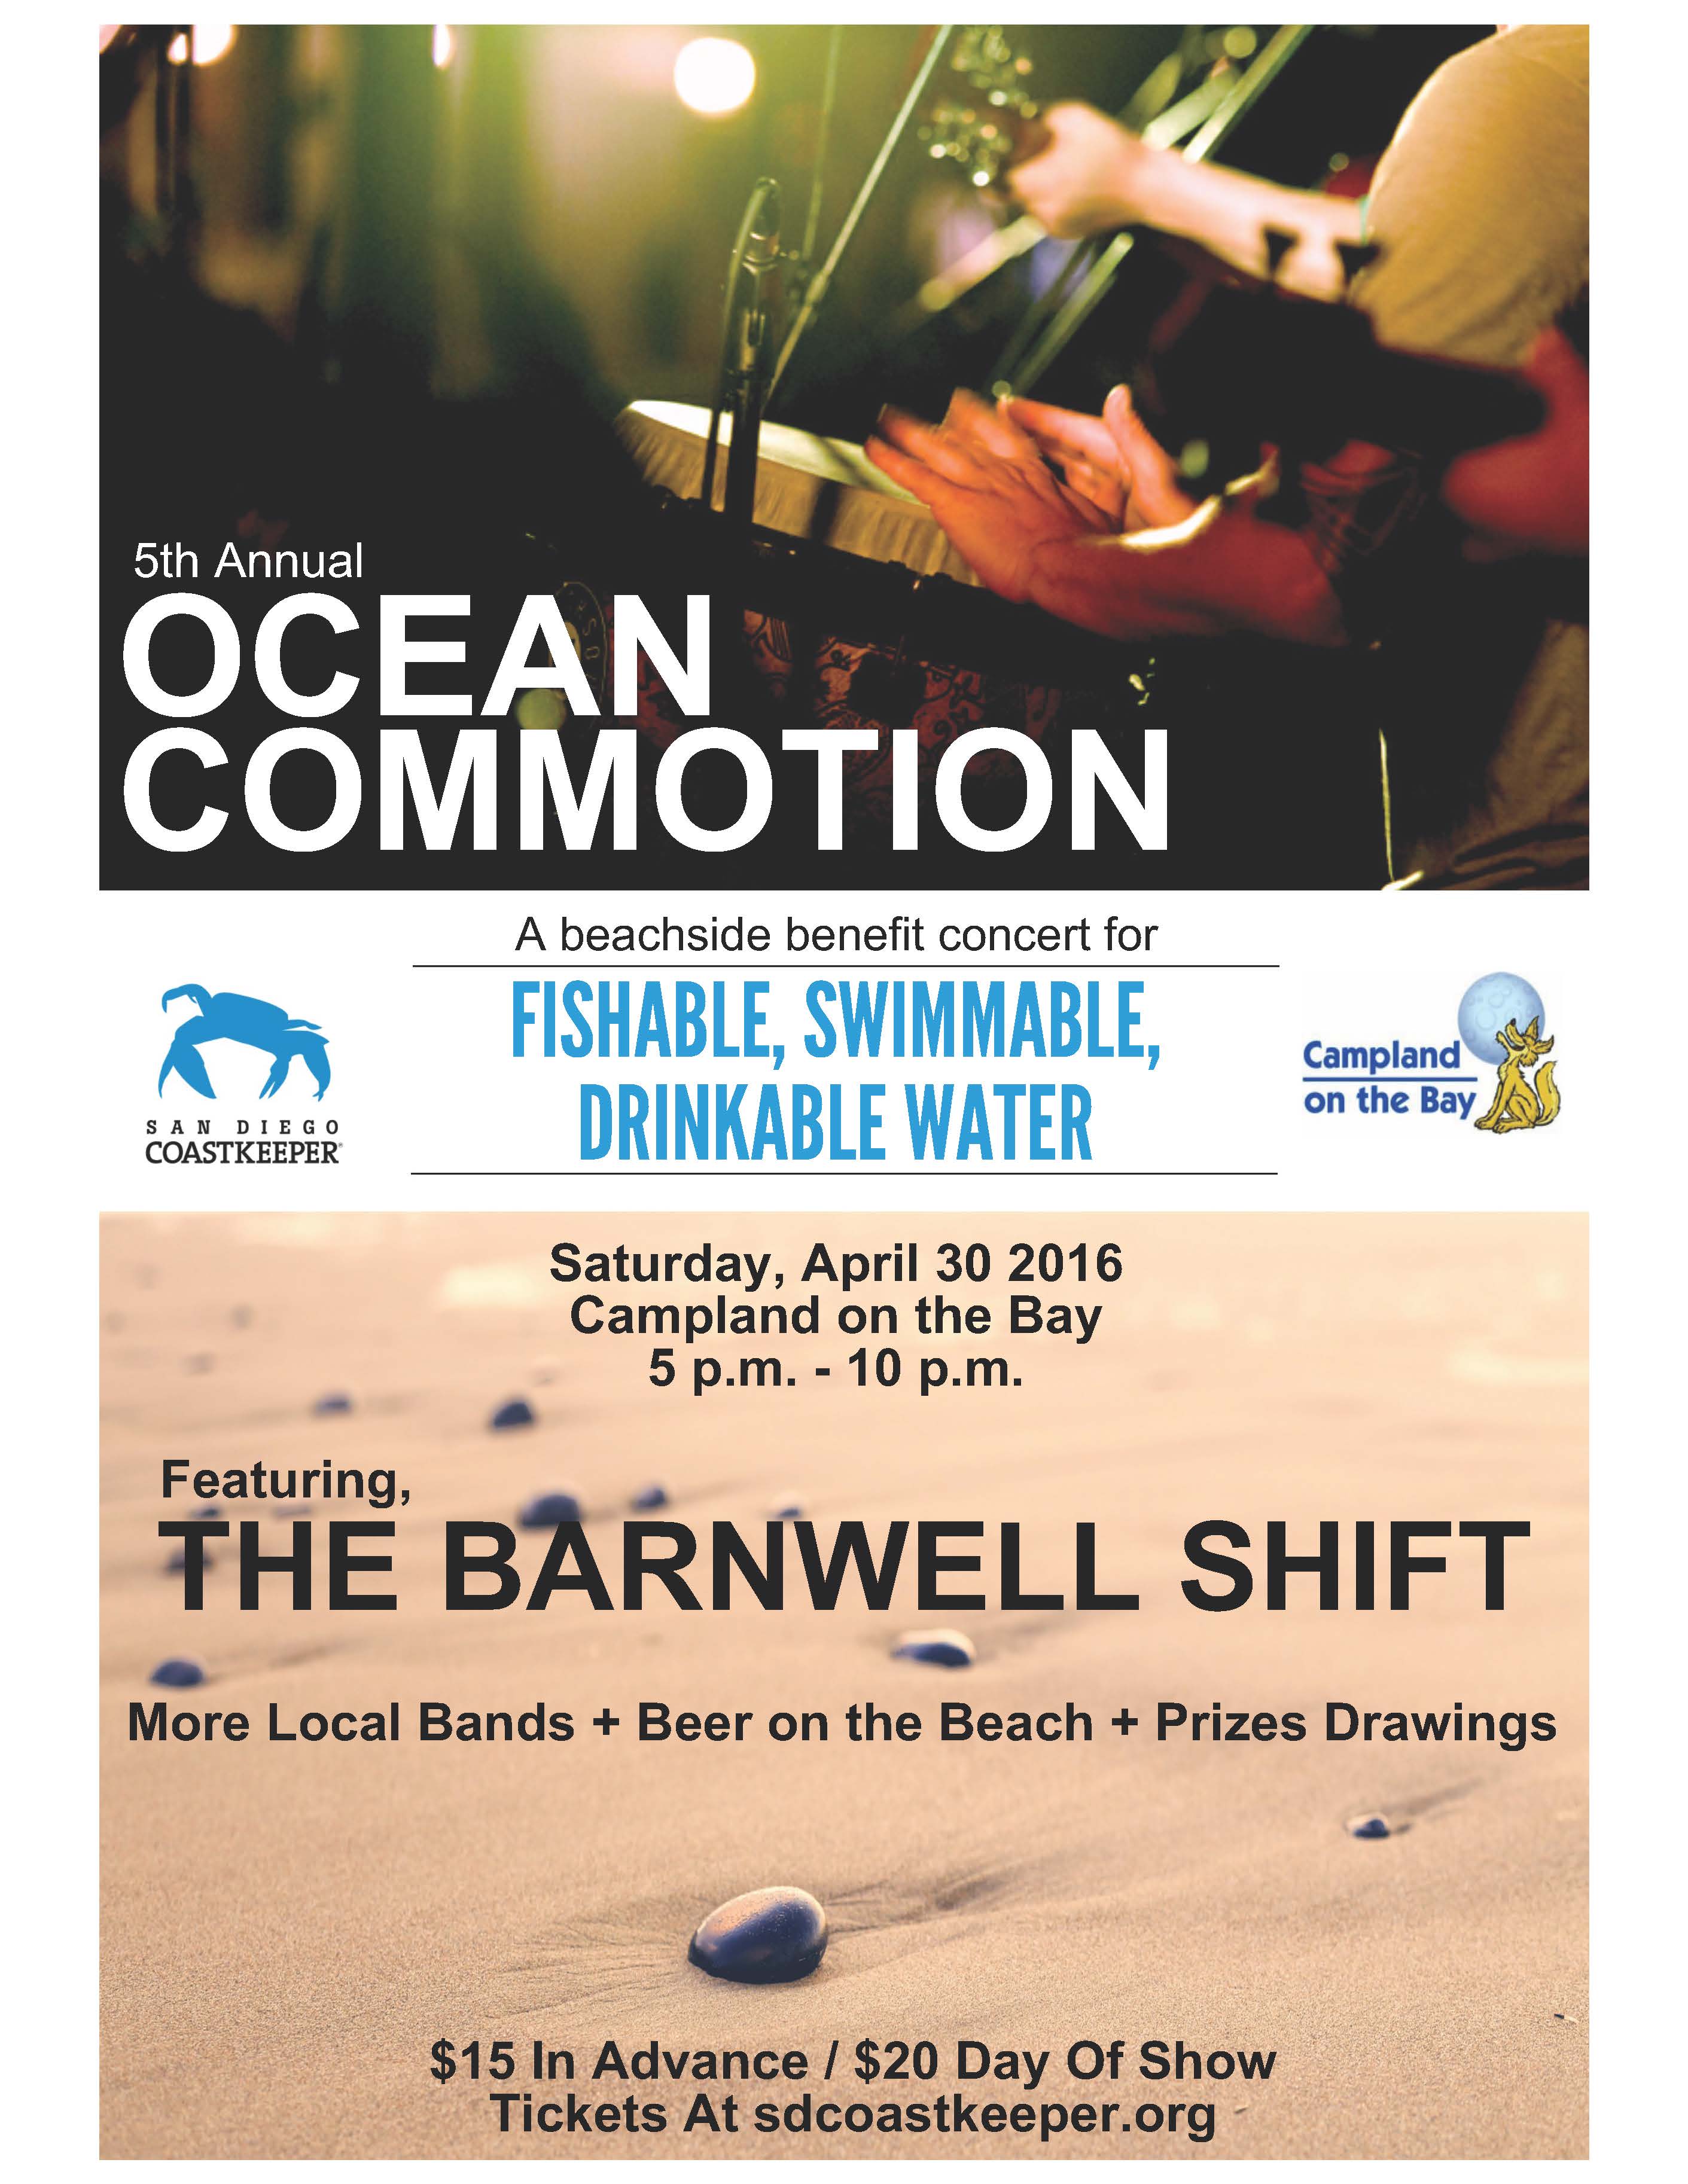 5th Annual
OCEAN
COMMOTION
A beachside benefit concert for
FISHABLE, SWIMMABLE,
DRINKABLE WATER
SAN DIEGO
COASTKEEPER®
Campland
on the Bay
Saturday, April 30 2016
Campland on the Bay
5 p.m. - 10 p.m.
Featuring,
THE BARNWELL SHIFT
More Local Bands + Beer on the Beach + Prizes Drawings
$15 In Advance / $20 Day Of Show
Tickets At sdcoastkeeper.org